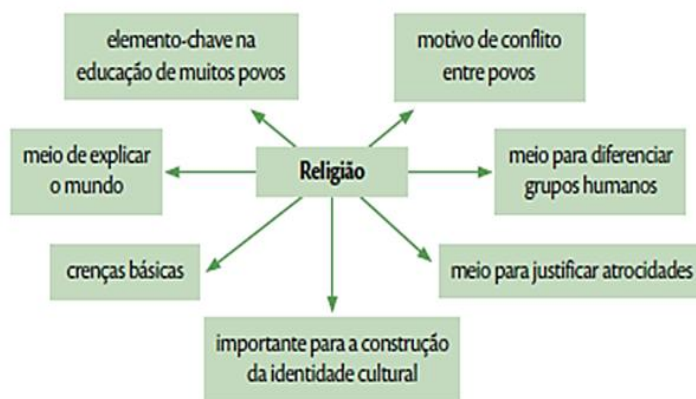 elemento-chave na
educação de muitos povos
motivo de conflito
entre povos
meio de explicar
o mundo
Religião
meio para diferenciar
grupos humanos
crenças básicas
meio para justificar atrocidades
importante para a construção
da identidade cultural